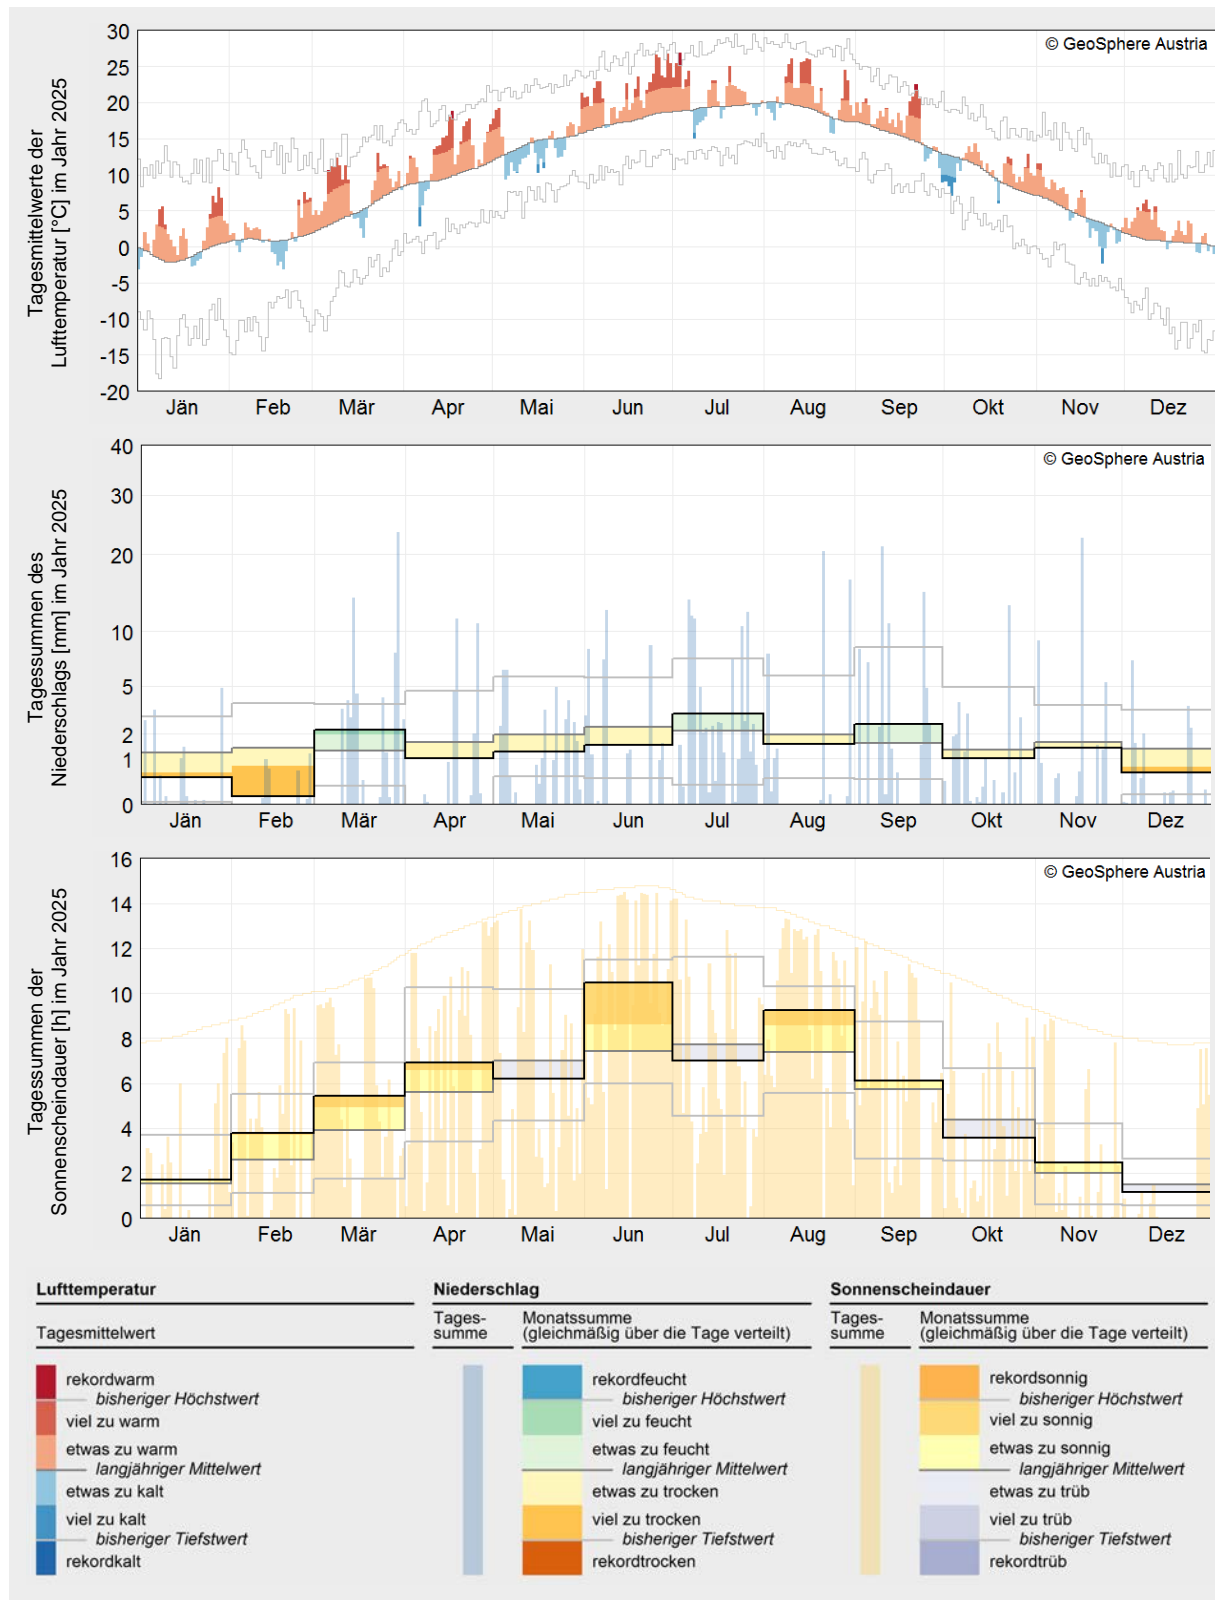 Tagesmittelwerte der
Lufttemperatur [°C] im Jahr 2025
30
25
20
15
10
5
0
-5
-10
-15
-20
© GeoSphere Austria
Jän Feb Mär Apr Mai Jun Jul Aug Sep Okt Nov Dez
Tagessummen des
Niederschlags [mm] im Jahr 2025
40
30
20
10
5
2
1
0
© GeoSphere Austria
Jän Feb Mär Apr Mai Jun Jul Aug Sep Okt Nov Dez
Tagessummen der
Sonnenscheindauer [h] im Jahr 2025
16
14
12
10
8
6
4
2
0
© GeoSphere Austria
Jän Feb Mär Apr Mai Jun Jul Aug Sep Okt Nov Dez
Lufttemperatur
Tagesmittelwert
rekordwarm
bisheriger Höchstwert
viel zu warm
etwas zu warm
langjähriger Mittelwert
etwas zu kalt
viel zu kalt
bisheriger Tiefstwert
rekordkalt
Niederschlag
Tages-
summe
Monatssumme
(gleichmäßig über die Tage verteilt)
rekordfeucht
bisheriger Höchstwert
viel zu feucht
etwas zu feucht
langjähriger Mittelwert
etwas zu trocken
viel zu trocken
bisheriger Tiefstwert
rekordtrocken
Sonnenscheindauer
Tages-
summe
Monatssumme
(gleichmäßig über die Tage verteilt)
rekordsonnig
bisheriger Höchstwert
viel zu sonnig
etwas zu sonnig
langjähriger Mittelwert
etwas zu trüb
viel zu trüb
bisheriger Tiefstwert
rekordtrüb